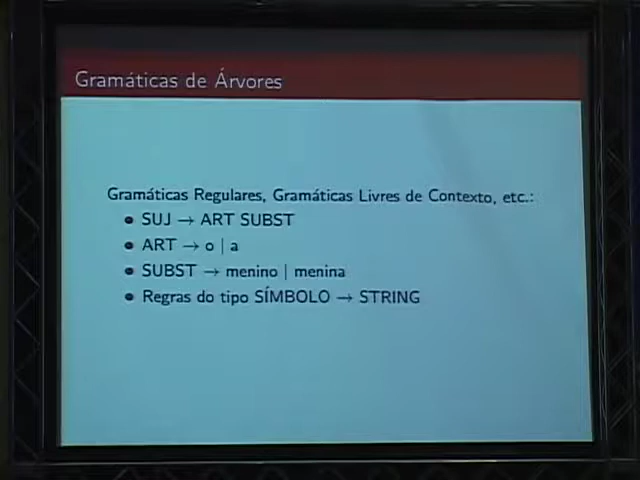 Gramáticas de Árvores
Gramáticas Regulares, Gramáticas Livres de Contexto, etc.:
• SUJ → ART SUBST
• ART → o | a
• SUBST → menino | menina
• Regras do tipo SÍMBOLO → STRING